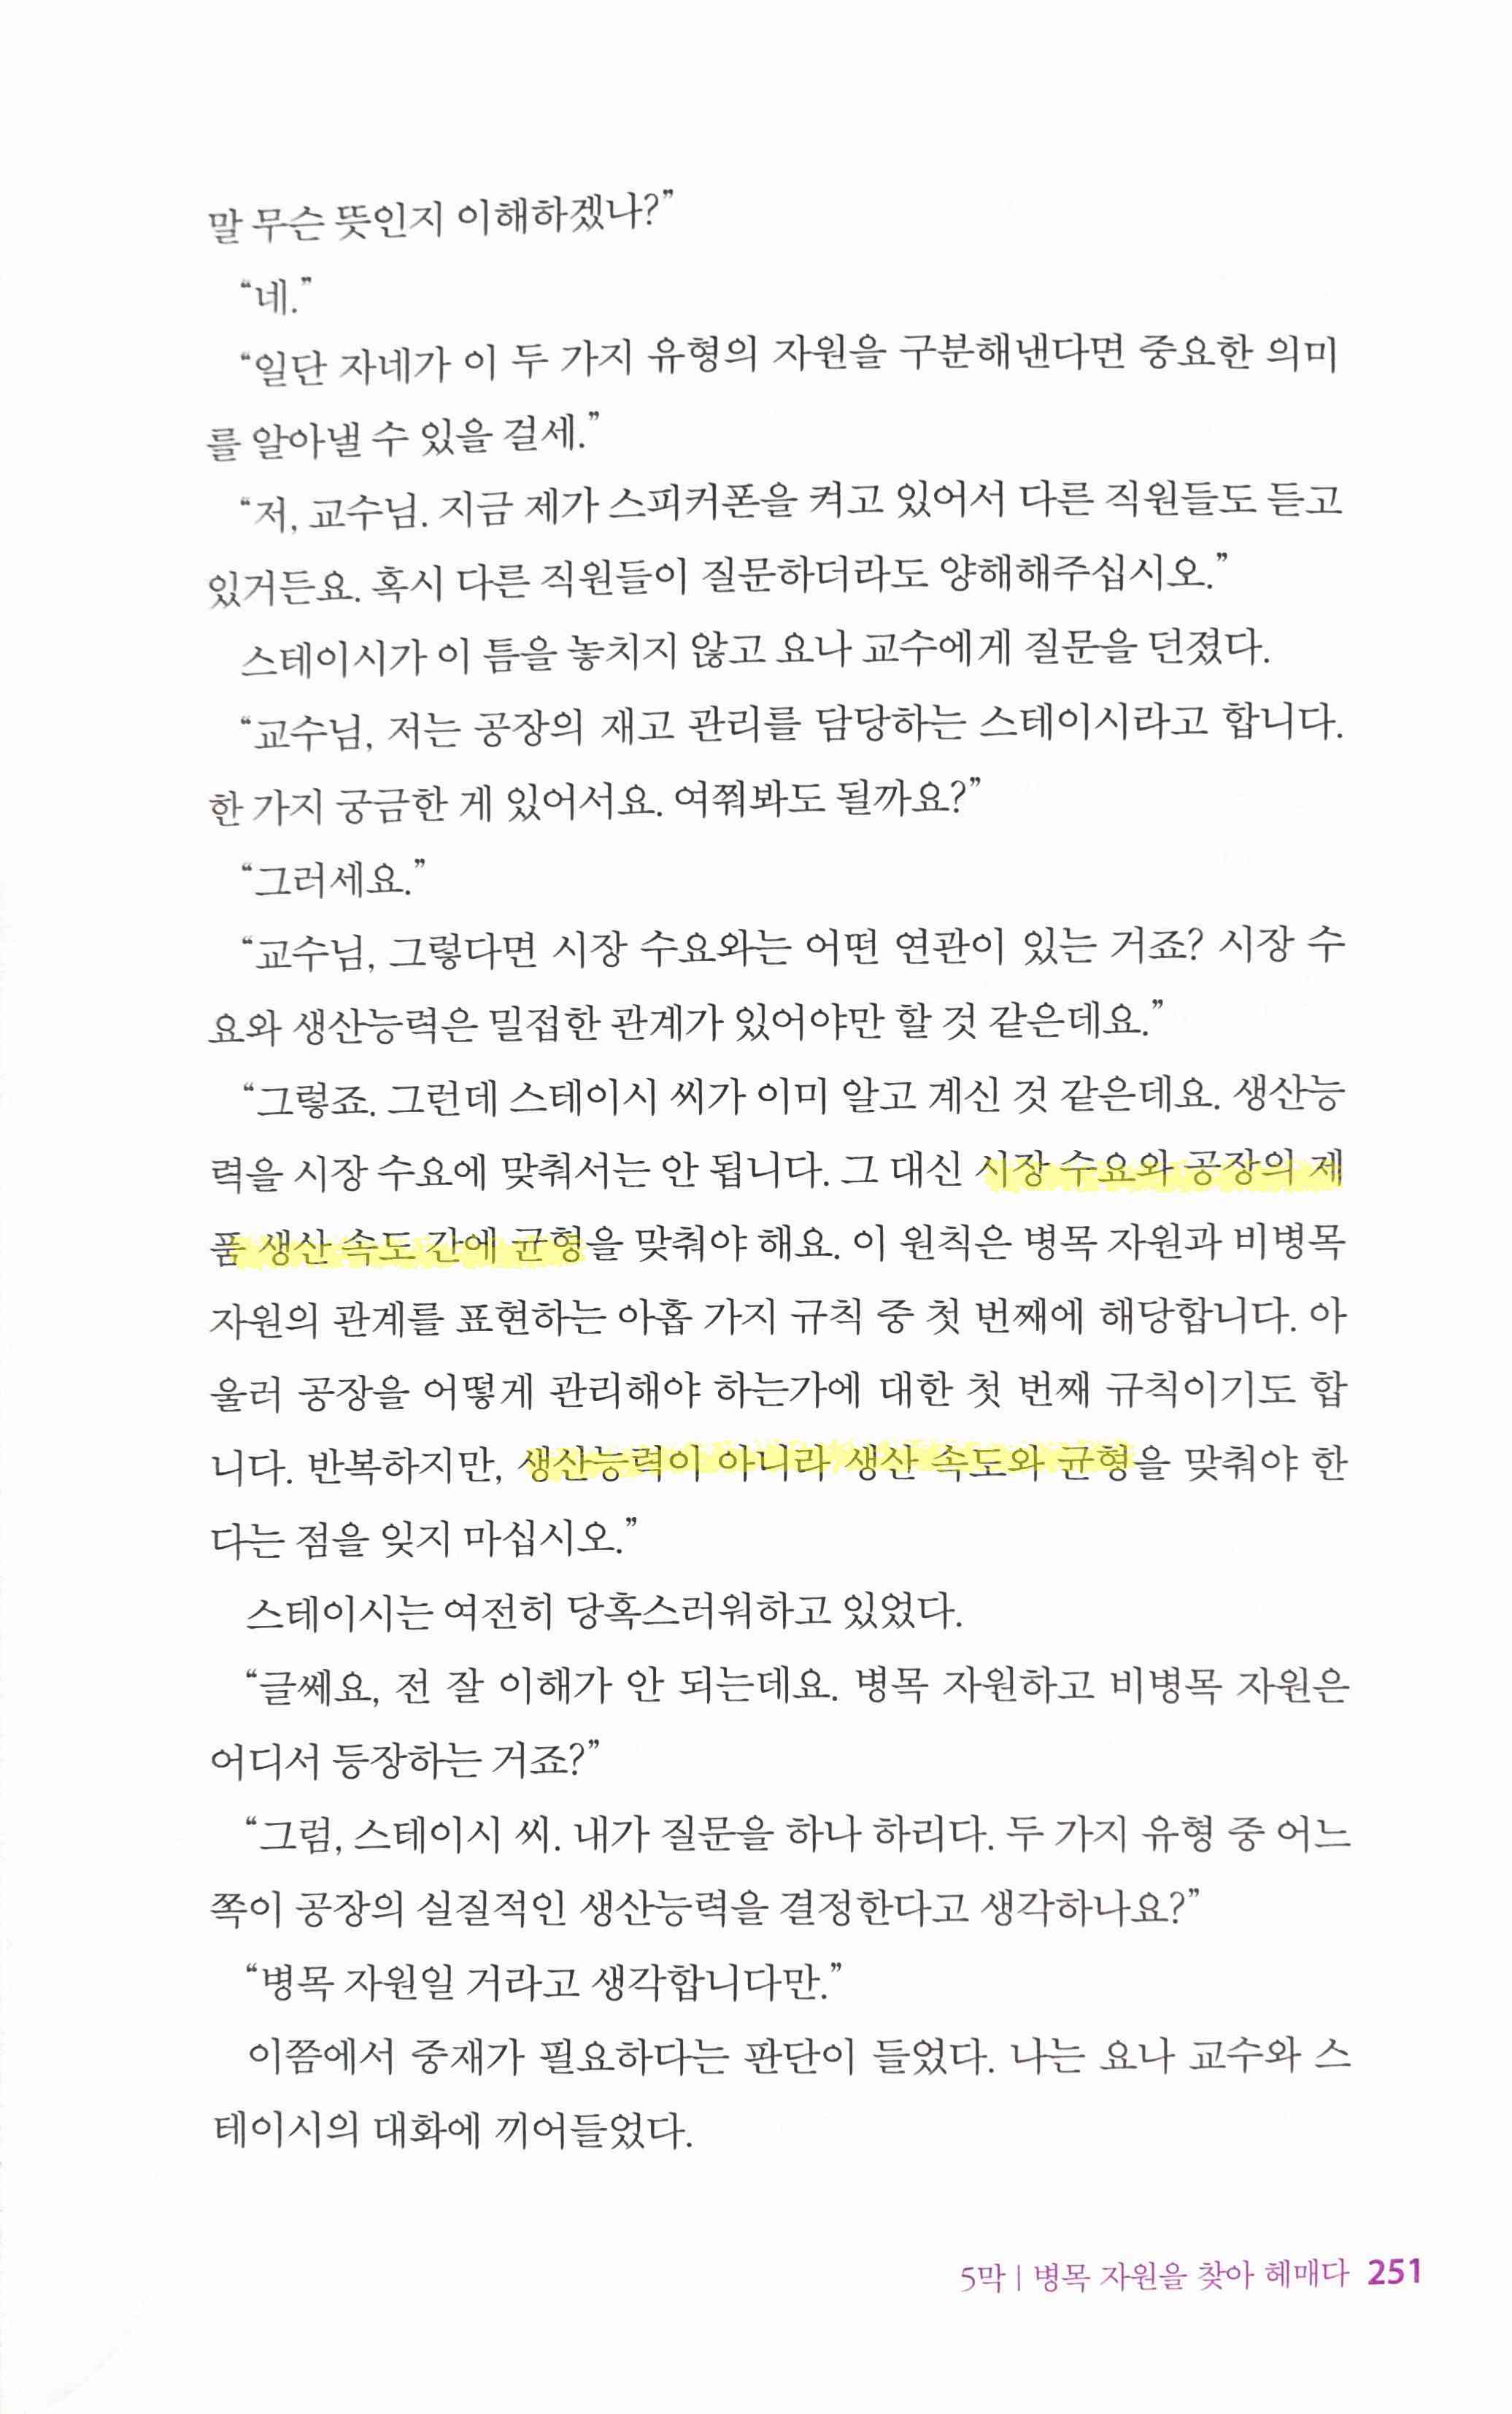 말 무슨 뜻인지 이해하겠나?”
“네.”
“일단 자네가 이 두 가지 유형의 자원을 구분해낸다면 중요한 의미
를 알아낼 수 있을 걸세.”
“저, 교수님. 지금 제가 스피커폰을 켜고 있어서 다른 직원들도 듣고
있거든요. 혹시 다른 직원들이 질문하더라도 양해해주십시오.”
스테이시가 이 틈을 놓치지 않고 요나 교수에게 질문을 던졌다.
“교수님, 저는 공장의 재고 관리를 담당하는 스테이시라고 합니다.
한 가지 궁금한 게 있어서요. 여쭤봐도 될까요?”
“그러세요.”
“교수님, 그렇다면 시장 수요와는 어떤 연관이 있는 거죠? 시장 수
요와 생산능력은 밀접한 관계가 있어야만 할 것 같은데요.”
“그렇죠. 그런데 스테이시 씨가 이미 알고 계신 것 같은데요. 생산능
력을 시장 수요에 맞춰서는 안 됩니다. 그 대신 시장 수요와 공장의 제
품 생산 속도 간에 균형을 맞춰야 해요. 이 원칙은 병목 자원과 비병목
자원의 관계를 표현하는 아홉 가지 규칙 중 첫 번째에 해당합니다. 아
울러 공장을 어떻게 관리해야 하는가에 대한 첫 번째 규칙이기도 합
니다. 반복하지만, 생산능력이 아니라 생산 속도와 균형을 맞춰야 한
다는 점을 잊지 마십시오.”
스테이시는 여전히 당혹스러워하고 있었다.
“글쎄요, 전 잘 이해가 안 되는데요. 병목 자원하고 비병목 자원은
어디서 등장하는 거죠?”
“그럼, 스테이시 씨. 내가 질문을 하나 하리다. 두 가지 유형 중 어느
쪽이 공장의 실질적인 생산능력을 결정한다고 생각하나요?”
“병목 자원일 거라고 생각합니다만.”
이쯤에서 중재가 필요하다는 판단이 들었다. 나는 요나 교수와 스
테이시의 대화에 끼어들었다.
5막 | 병목 자원을 찾아 헤매다 251